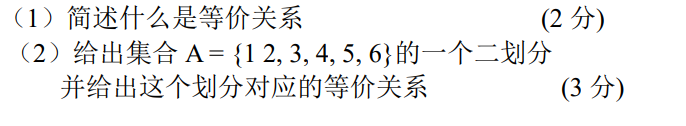 （1）简述什么是等价关系 (2 分)
（2）给出集合 A = {1 2, 3, 4, 5, 6}的一个二划分
并给出这个划分对应的等价关系 (3 分)